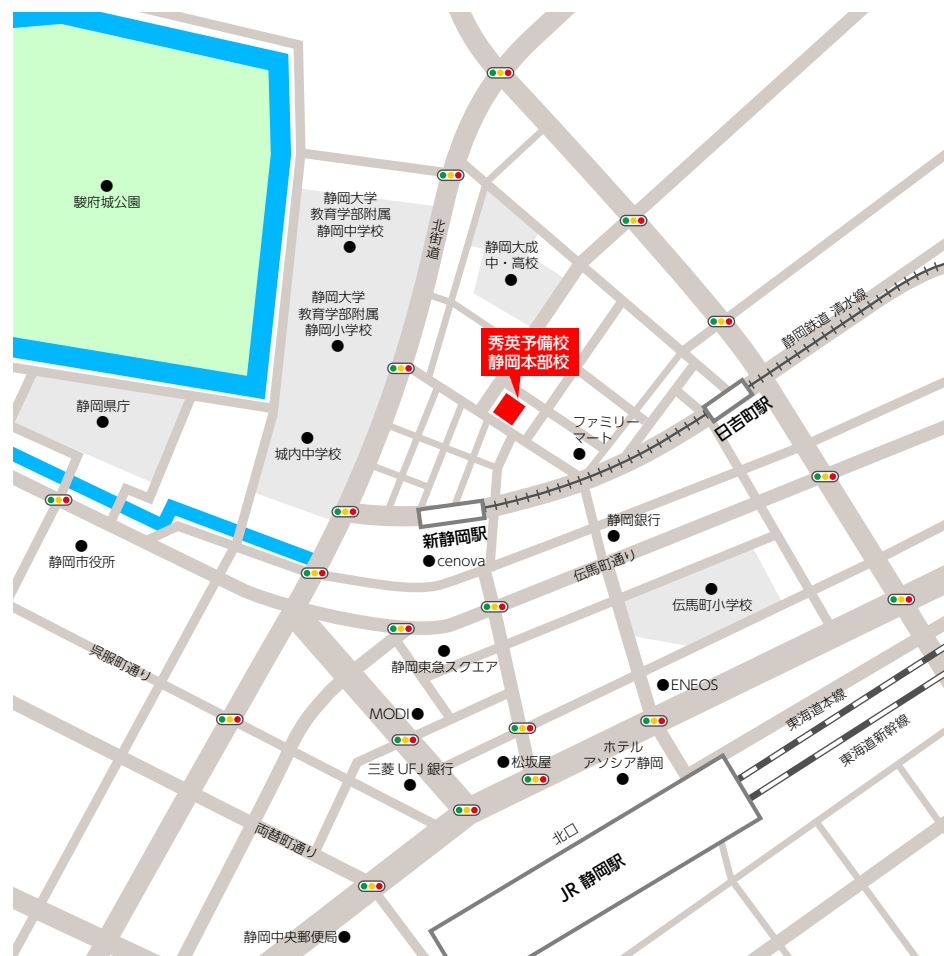 駿府城公園
静岡大学
教育学部附属
静岡中学校
北街道
静岡大成
中・高校
静岡大学
教育学部附属
静岡小学校
静岡鉄道 清水線
秀英予備校
静岡本部校
静岡県庁
日吉町駅
ファミリー
マート
城内中学校
静岡銀行
新静岡駅
cenova
静岡市役所
伝馬町通り
伝馬町小学校
呉服町通り
静岡東急スクエア
ENEOS
MODI
東海道本線
東海道新幹線
ホテル
アソシア静岡
松坂屋
三菱 UFJ 銀行
両替町通り
北口
JR 静岡駅
静岡中央郵便局